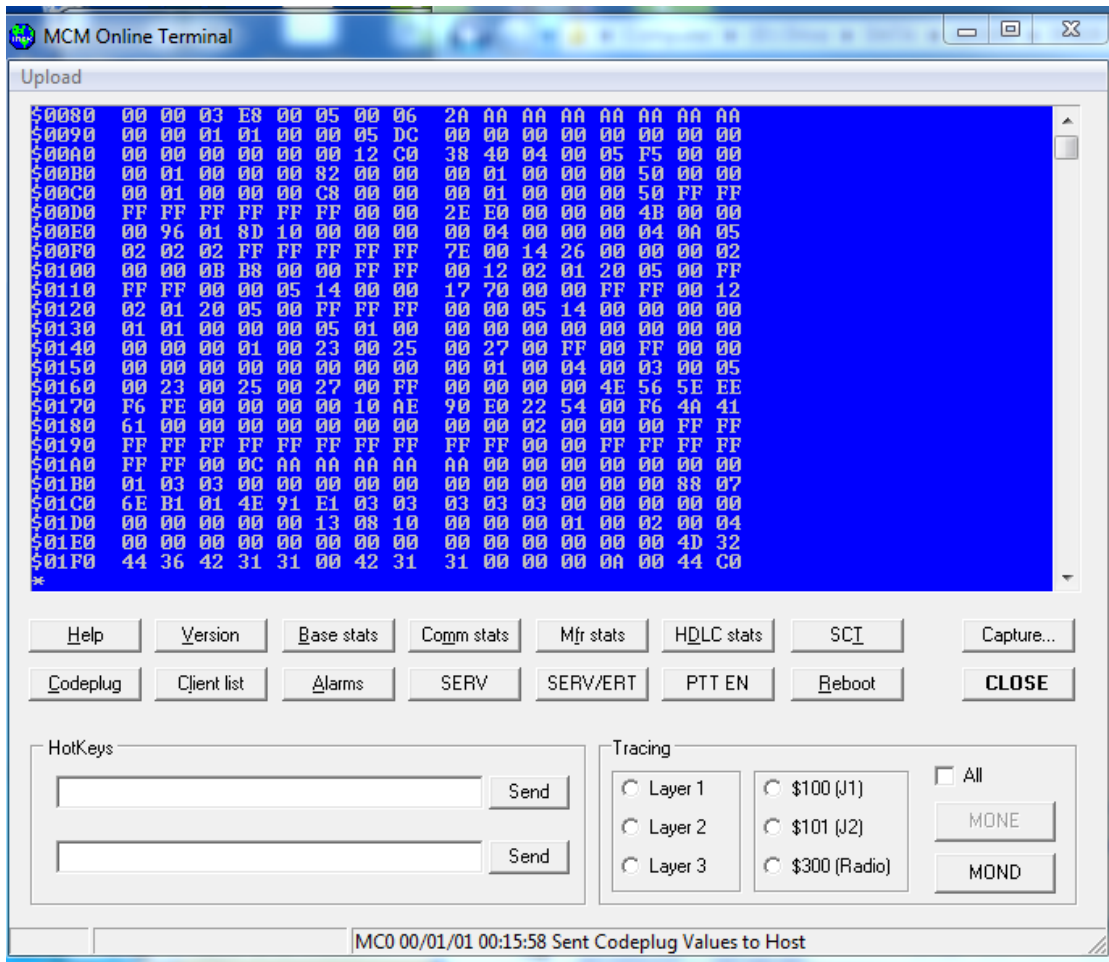 MCM Online Terminal
Upload
$0080 00 00 03 E8 00 05 00 06 2A AA AA AA AA AA AA AA
$0090 00 00 01 01 00 00 05 DC 00 00 00 00 00 00 00 00
$00A0 00 00 00 00 00 00 12 C0 38 40 04 00 05 F5 00 00
$00B0 00 01 00 00 00 82 00 00 00 01 00 00 00 50 00 00
$00C0 00 01 00 00 00 C8 00 00 00 01 00 00 00 50 FF FF
$00D0 FF FF FF FF FF FF 00 00 2E E0 00 00 00 4B 00 00
$00E0 00 96 01 8D 10 00 00 00 00 04 00 00 00 04 0A 05
$00F0 02 02 02 FF FF FF FF FF 7E 00 14 26 00 00 00 02
$0100 00 00 0B B8 00 00 FF FF 00 12 02 01 20 05 00 FF
$0110 FF FF 00 00 05 14 00 00 17 70 00 00 FF FF 00 12
$0120 02 01 20 05 00 FF FF FF 00 00 05 14 00 00 00 00
$0130 01 01 00 00 00 05 01 00 00 00 00 00 00 00 00 00
$0140 00 00 00 01 00 23 00 25 00 27 00 FF 00 FF 00 00
$0150 00 00 00 00 00 00 00 00 00 01 00 04 00 03 00 05
$0160 00 23 00 25 00 27 00 FF 00 00 00 00 4E 56 5E EE
$0170 F6 FE 00 00 00 00 10 AE 90 E0 22 54 00 F6 4A 41
$0180 61 00 00 00 00 00 00 00 00 00 02 00 00 00 FF FF
$0190 FF FF FF FF FF FF FF FF FF FF 00 00 FF FF FF FF
$01A0 FF FF 00 0C AA AA AA AA AA 00 00 00 00 00 00 00
$01B0 01 03 03 00 00 00 00 00 00 00 00 00 00 00 88 07
$01C0 6E B1 01 4E 91 E1 03 03 03 03 03 00 00 00 00 00
$01D0 00 00 00 00 00 13 08 10 00 00 00 01 00 02 00 04
$01E0 00 00 00 00 00 00 00 00 00 00 00 00 00 00 4D 32
$01F0 44 36 42 31 31 00 42 31 31 00 00 00 0A 00 44 C0
*
Help Version Base stats Comm stats Mfr stats HDLC stats SCT Capture...
Codeplug Client list Alarms SERV SERV/ERT PTT EN Reboot CLOSE
HotKeys
Send
Send
Tracing
Layer 1 $100 (J1) All
Layer 2 $101 (J2) MONE
Layer 3 $300 (Radio) MOND
MC0 00/01/01 00:15:58 Sent Codeplug Values to Host